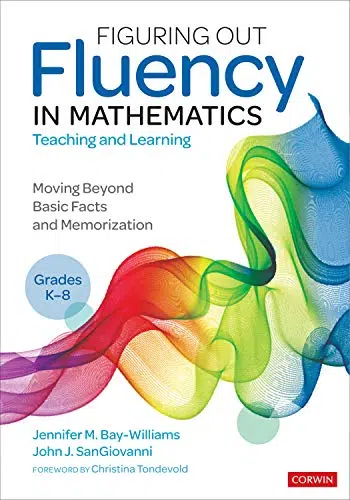 FIGURING OUT
Fluency
IN MATHEMATICS
Teaching and Learning
Moving Beyond
Basic Facts
and Memorization
Grades
K–8
Jennifer M. Bay-Williams
John J. SanGiovanni
FOREWORD BY Christina Tondevold
CORWIN